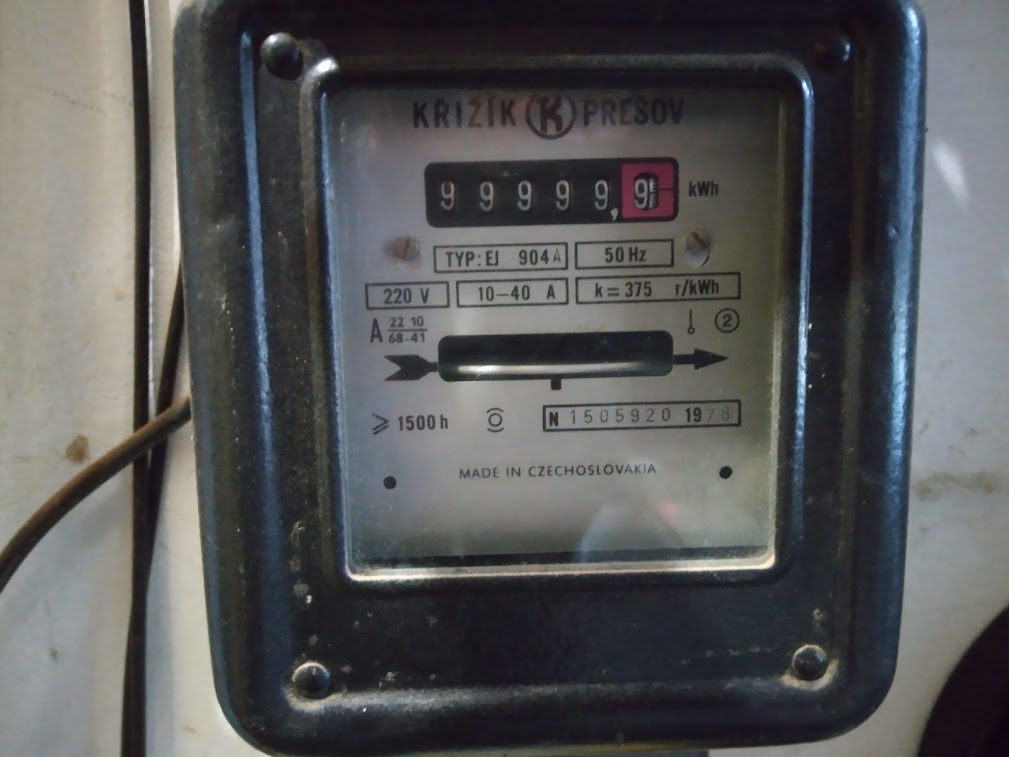 KŘIŽÍK K PREŠOV
99999,9 kWh
TYP: EJ 904A 50 Hz
220 V 10–40 A k = 375 r/kWh
A 22 10 ②
68-41
⩾ 1500 h N 1505920 1978
MADE IN CZECHOSLOVAKIA